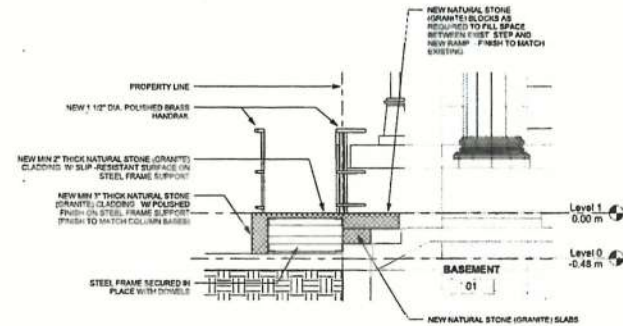 NEW NATURAL STONE
(GRANITE) BLOCKS AS
REQUIRED TO FILL SPACE
BETWEEN EXIST STEP AND
NEW RAMP - FINISH TO MATCH
EXISTING
PROPERTY LINE
NEW 1 1/2" DIA. POLISHED BRASS
HANDRAIL
NEW MIN 2" THICK NATURAL STONE (GRANITE)
CLADDING W/ SLIP-RESISTANT SURFACE ON
STEEL FRAME SUPPORT
NEW MIN 3" THICK NATURAL STONE
(GRANITE) CLADDING W/ POLISHED
FINISH ON STEEL FRAME SUPPORT
(FINISH TO MATCH COLUMN BASES)
Level 1
0.00 m
Level 0
-0.48 m
BASEMENT
01
STEEL FRAME SECURED IN
PLACE WITH DOWELS
NEW NATURAL STONE (GRANITE) SLABS